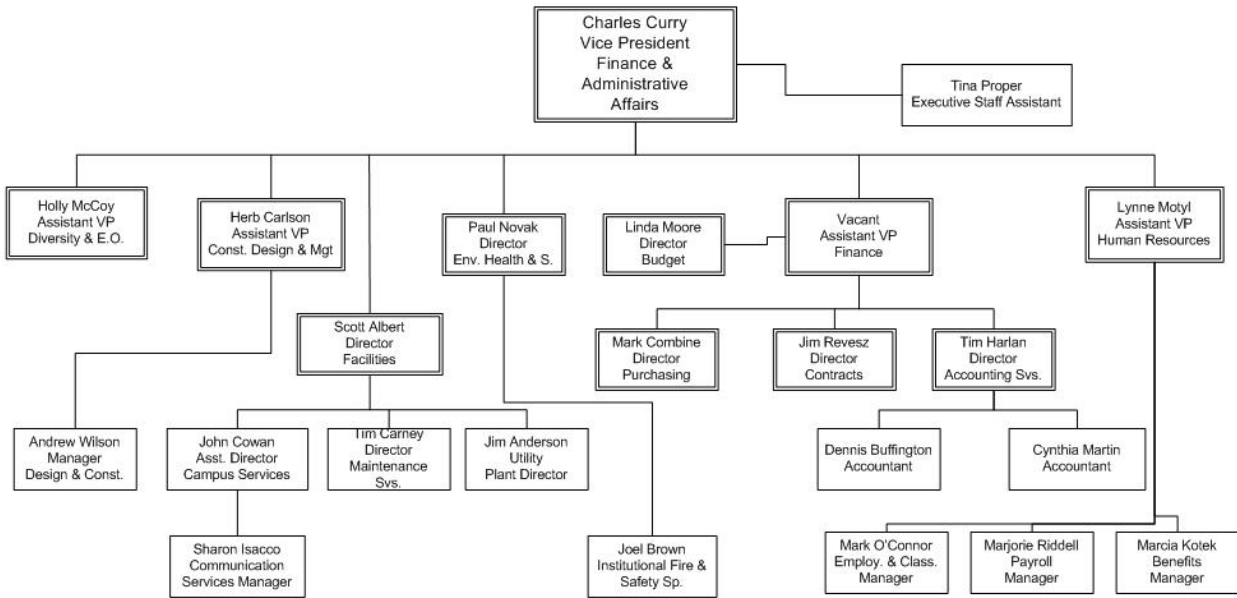 Charles Curry
Vice President
Finance &
Administrative
Affairs
Tina Proper
Executive Staff Assistant
Holly McCoy
Assistant VP
Diversity & E.O.
Herb Carlson
Assistant VP
Const. Design & Mgt
Paul Novak
Director
Env. Health & S.
Linda Moore
Director
Budget
Vacant
Assistant VP
Finance
Lynne Motyl
Assistant VP
Human Resources
Scott Albert
Director
Facilities
Mark Combine
Director
Purchasing
Jim Revesz
Director
Contracts
Tim Harlan
Director
Accounting Svs.
Andrew Wilson
Manager
Design & Const.
John Cowan
Asst. Director
Campus Services
Tim Carney
Director
Maintenance
Svs.
Jim Anderson
Utility
Plant Director
Dennis Buffington
Accountant
Cynthia Martin
Accountant
Sharon Isacco
Communication
Services Manager
Joel Brown
Institutional Fire &
Safety Sp.
Mark O'Connor
Employ. & Class.
Manager
Marjorie Riddell
Payroll
Manager
Marcia Kotek
Benefits
Manager